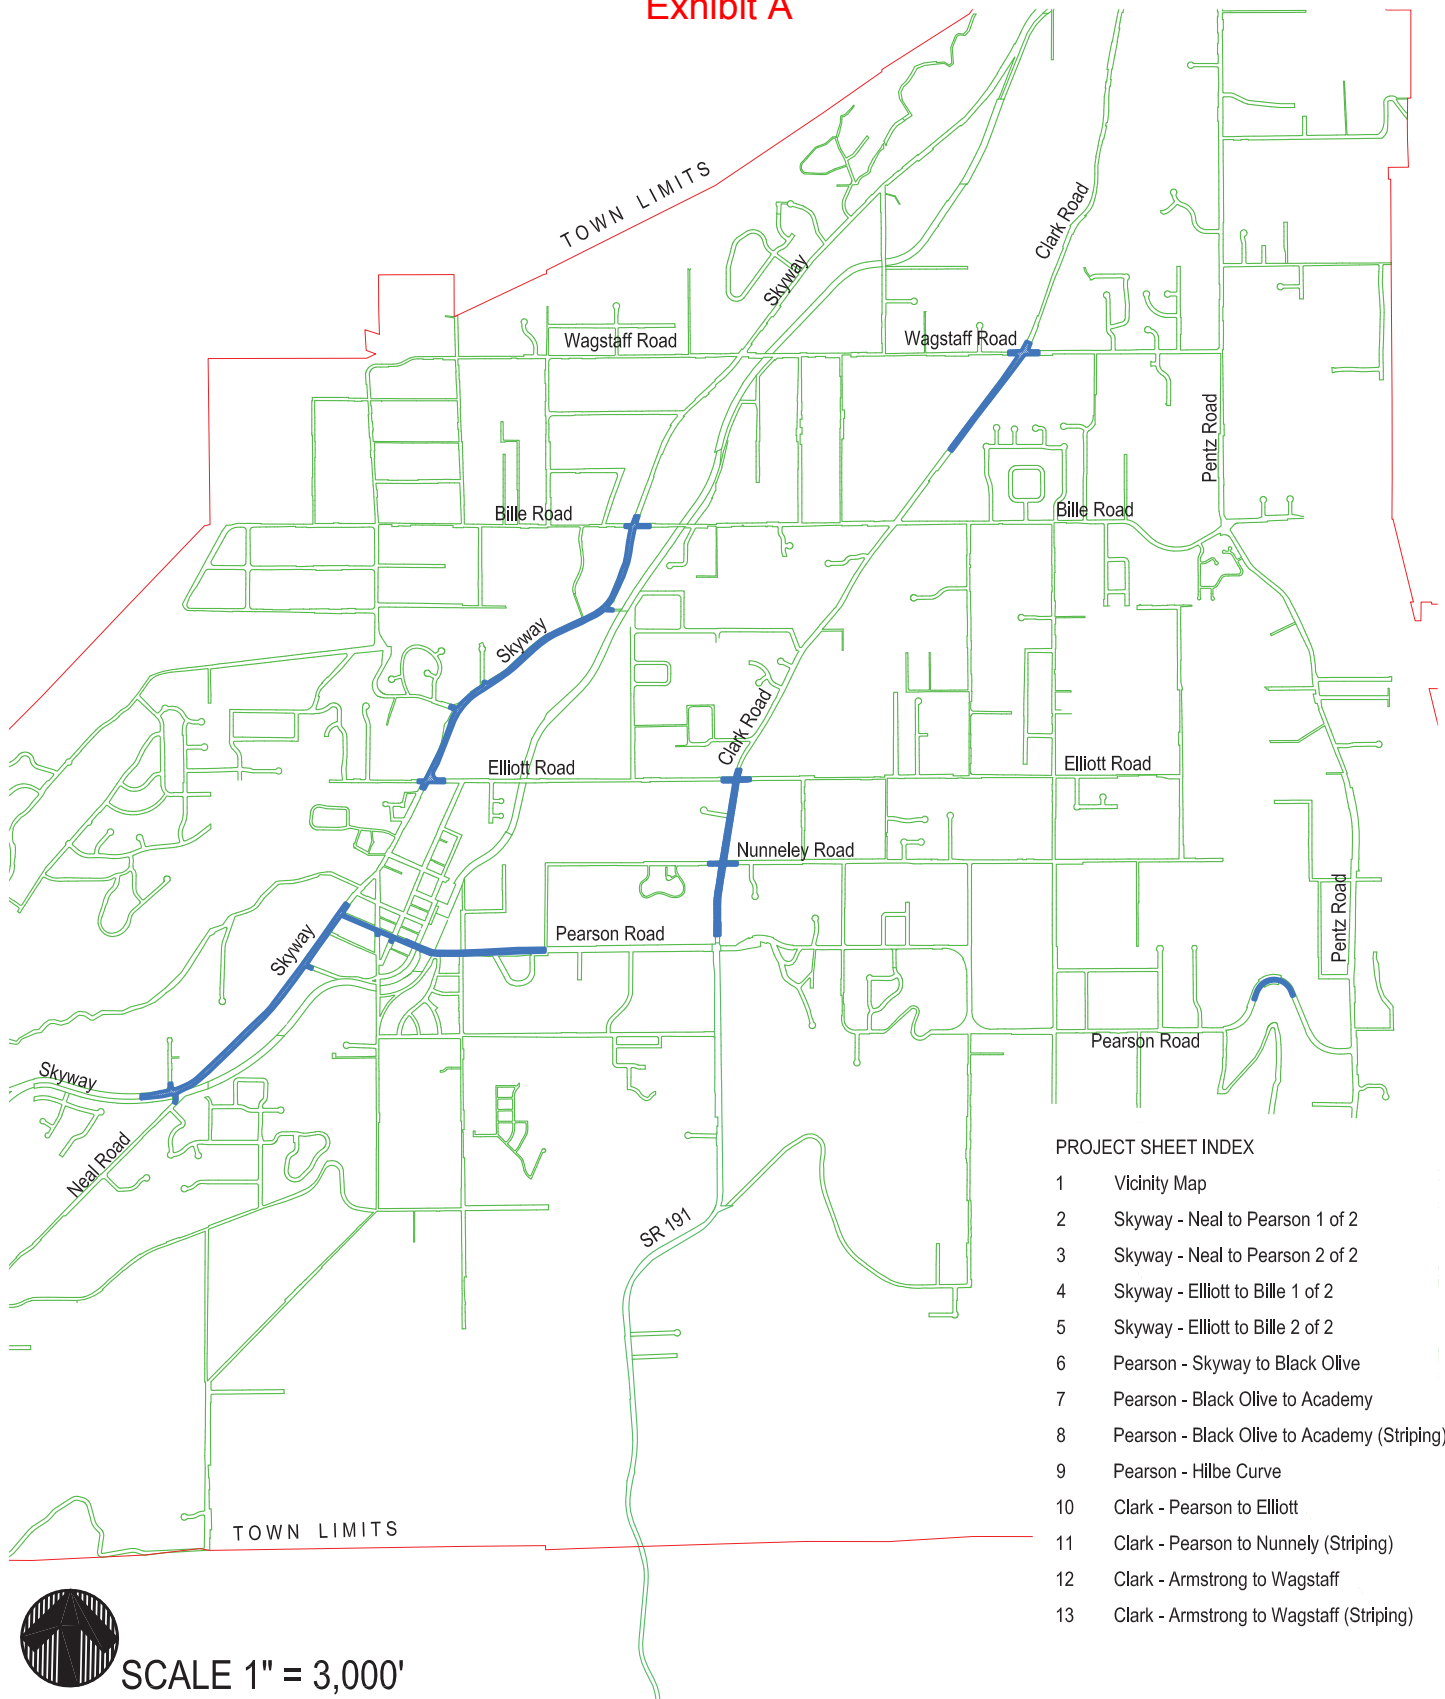 Exhibit A
TOWN LIMITS
Clark Road
Skyway
Wagstaff Road
Wagstaff Road
Pentz Road
Bille Road
Bille Road
Skyway
Clark Road
Elliott Road
Elliott Road
Nunneley Road
Pentz Road
Pearson Road
Skyway
Pearson Road
Skyway
Neal Road
SR 191
PROJECT SHEET INDEX
1 Vicinity Map
2 Skyway - Neal to Pearson 1 of 2
3 Skyway - Neal to Pearson 2 of 2
4 Skyway - Elliott to Bille 1 of 2
5 Skyway - Elliott to Bille 2 of 2
6 Pearson - Skyway to Black Olive
7 Pearson - Black Olive to Academy
8 Pearson - Black Olive to Academy (Striping)
9 Pearson - Hilbe Curve
10 Clark - Pearson to Elliott
11 Clark - Pearson to Nunnely (Striping)
12 Clark - Armstrong to Wagstaff
13 Clark - Armstrong to Wagstaff (Striping)
TOWN LIMITS
SCALE 1" = 3,000'